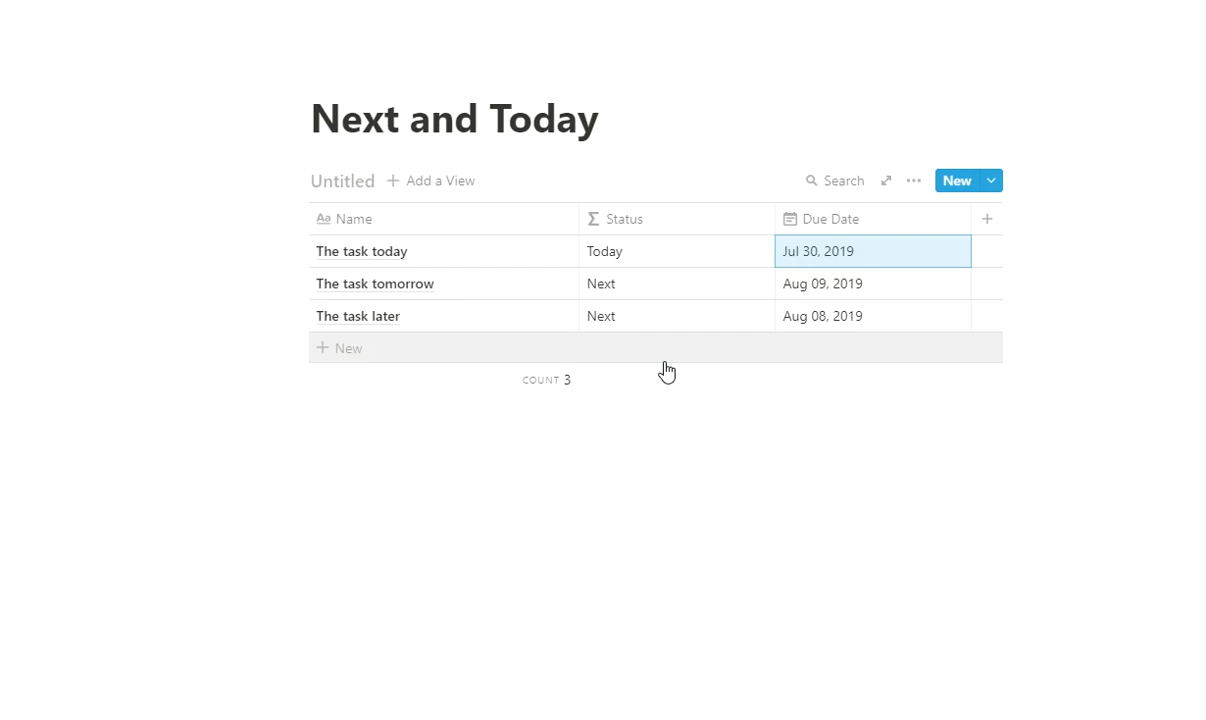 Next and Today
Untitled + Add a View Search New
Aa Name Σ Status Due Date +
The task today Today Jul 30, 2019
The task tomorrow Next Aug 09, 2019
The task later Next Aug 08, 2019
+ New
COUNT 3